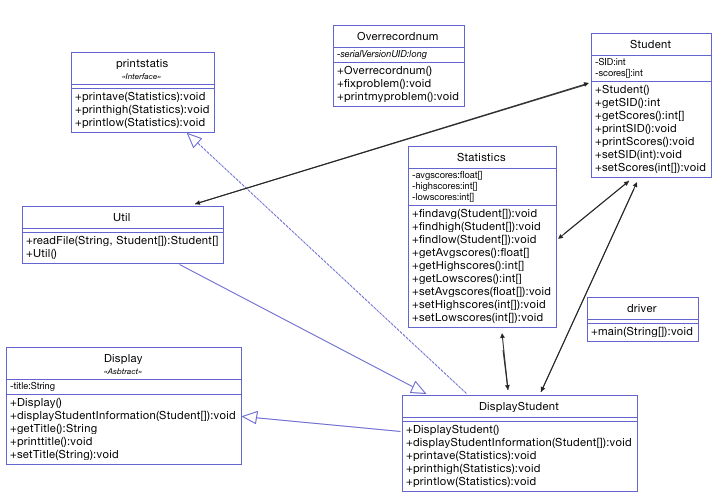 printstatis
«Interface»
+printave(Statistics):void
+printhigh(Statistics):void
+printlow(Statistics):void
Overrecordnum
-serialVersionUID:long
+Overrecordnum()
+fixproblem():void
+printmyproblem():void
Student
-SID:int
-scores[]:int
+Student()
+getSID():int
+getScores():int[]
+printSID():void
+printScores():void
+setSID(int):void
+setScores(int[]):void
Statistics
-avgscores:float[]
-highscores:int[]
-lowscores:int[]
+findavg(Student[]):void
+findhigh(Student[]):void
+findlow(Student[]):void
+getAvgscores():float[]
+getHighscores():int[]
+getLowscores():int[]
+setAvgscores(float[]):void
+setHighscores(int[]):void
+setLowscores(int[]):void
Util
+readFile(String, Student[]):Student[]
+Util()
driver
+main(String[]):void
Display
«Asbtract»
-title:String
+Display()
+displayStudentInformation(Student[]):void
+getTitle():String
+printtitle():void
+setTitle(String):void
DisplayStudent
+DisplayStudent()
+displayStudentInformation(Student[]):void
+printave(Statistics):void
+printhigh(Statistics):void
+printlow(Statistics):void